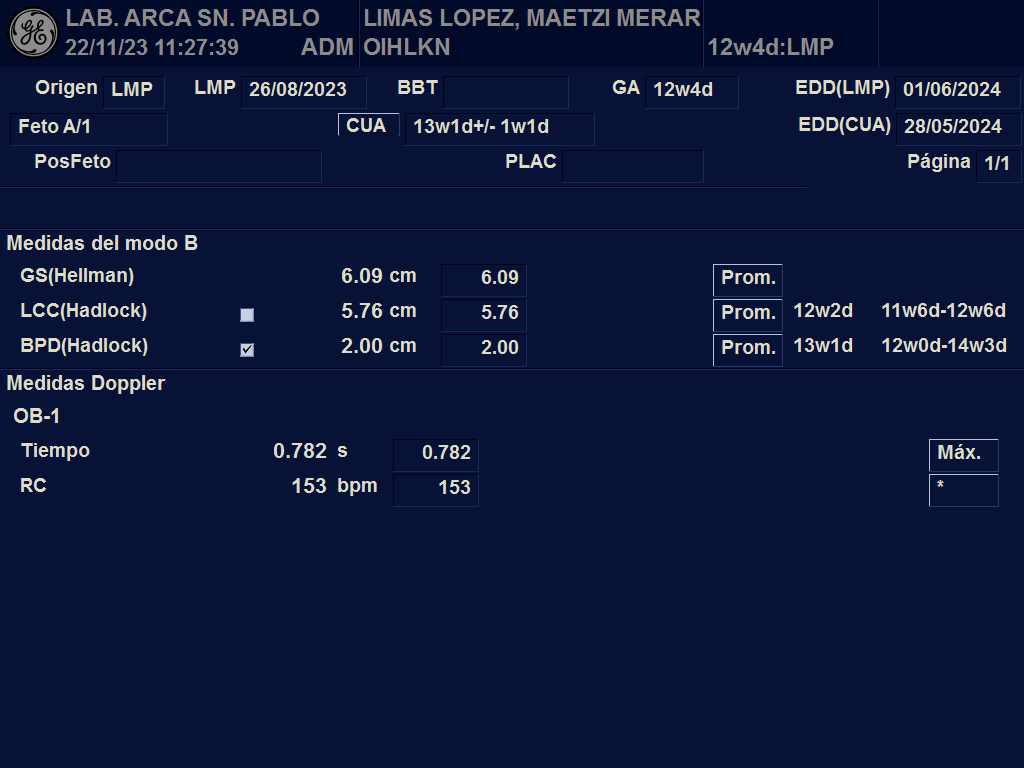 LAB. ARCA SN. PABLO LIMAS LOPEZ, MAETZI MERAR
22/11/23 11:27:39 ADM OIHLKN 12w4d:LMP
Origen LMP LMP 26/08/2023 BBT GA 12w4d EDD(LMP) 01/06/2024
Feto A/1 CUA 13w1d+/- 1w1d EDD(CUA) 28/05/2024
PosFeto PLAC Página 1/1
Medidas del modo B
GS(Hellman) 6.09 cm 6.09 Prom.
LCC(Hadlock) 5.76 cm 5.76 Prom. 12w2d 11w6d-12w6d
BPD(Hadlock) 2.00 cm 2.00 Prom. 13w1d 12w0d-14w3d
Medidas Doppler
OB-1
Tiempo 0.782 s 0.782 Máx.
RC 153 bpm 153 *